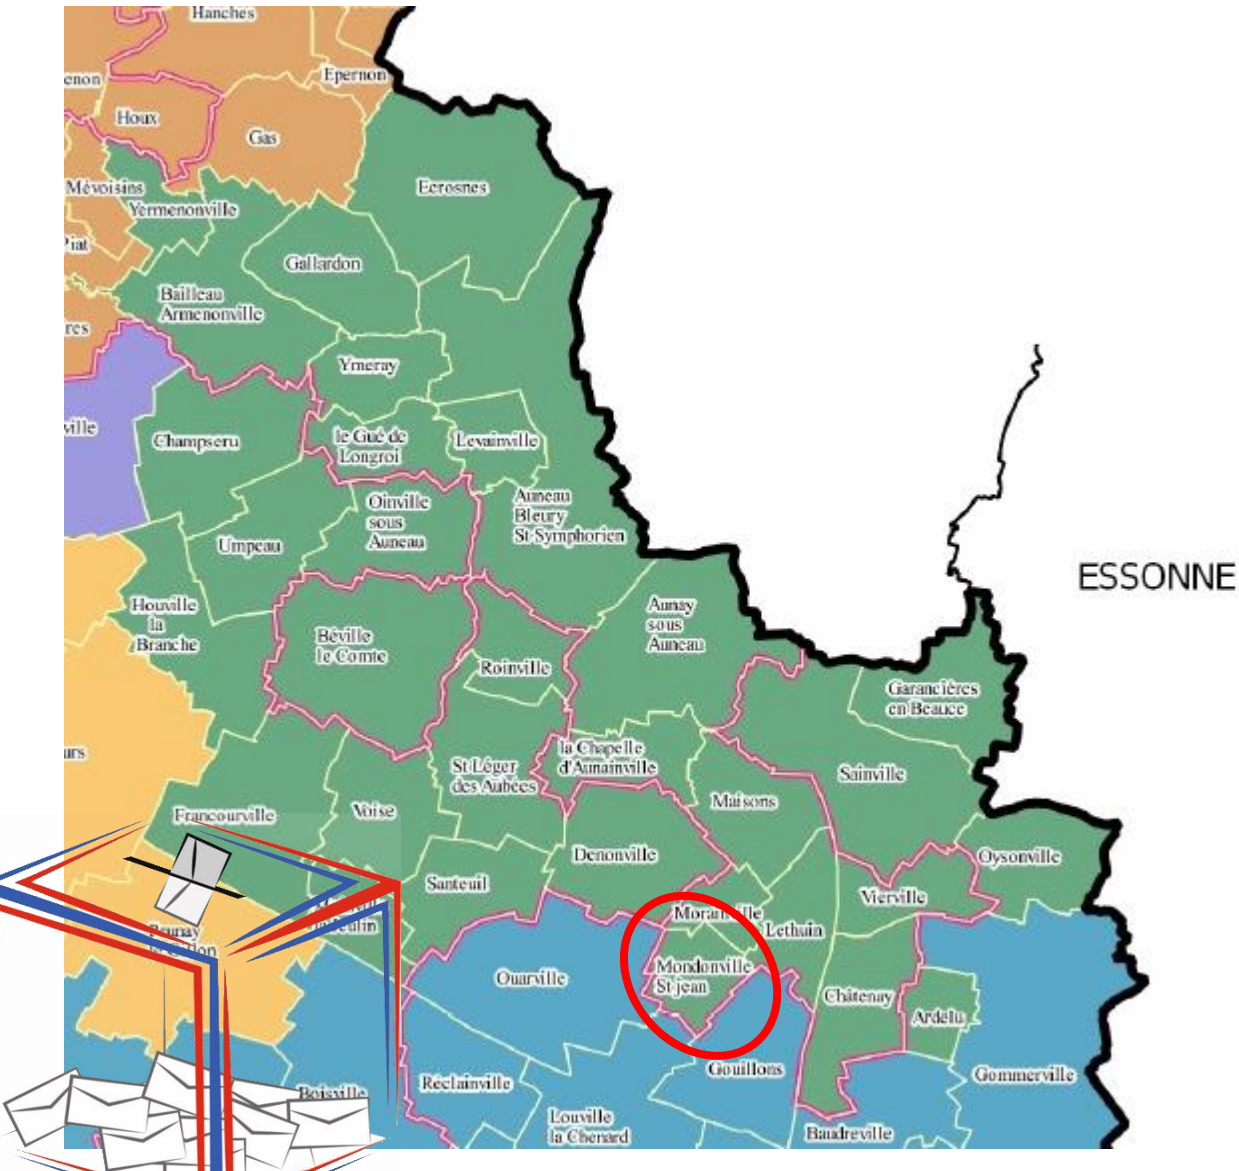 Hanches
enon
Epernon
Houx
Gas
Mévoisins
Ecrosnes
Yermenonville
Piat
Gallardon
Bailleau
Armenonville
res
Ymeray
ville
Champseru
le Gué de
Longroi
Levainville
Oinville
sous
Auneau
Auneau
Bleury
St-Symphorien
Umpeau
ESSONNE
Houville
la
Branche
Aunay
sous
Auneau
Béville
le Comte
Roinville
Garancières
en Beauce
urs
la Chapelle
d'Aunainville
St Léger
des Aubées
Sainville
Maisons
Francourville
Voise
Denonville
Oysonville
Santeuil
Vierville
Morainville
Lethuin
Mondonville
St-jean
Ouarville
Châtenay
Ardelu
Gouillons
Gommerville
Réclainville
Boisville
Louville
la Chenard
Baudreville